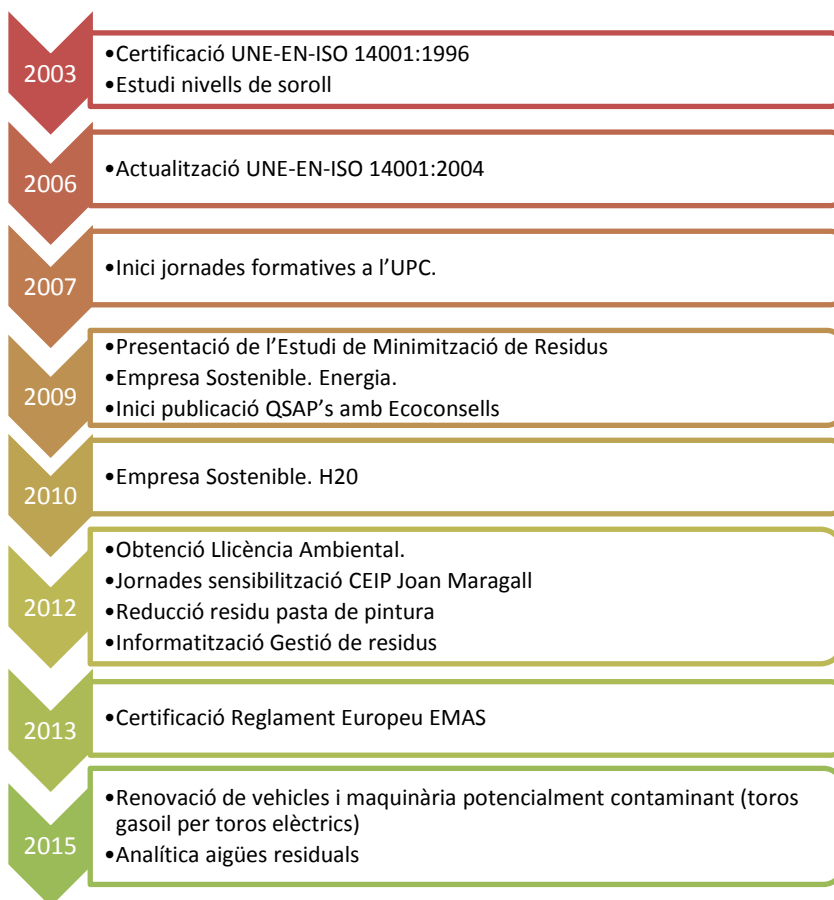 2003
•Certificació UNE-EN-ISO 14001:1996
•Estudi nivells de soroll
2006
•Actualització UNE-EN-ISO 14001:2004
2007
•Inici jornades formatives a l’UPC.
2009
•Presentació de l’Estudi de Minimització de Residus
•Empresa Sostenible. Energia.
•Inici publicació QSAP’s amb Ecoconsells
2010
•Empresa Sostenible. H20
2012
•Obtenció Llicència Ambiental.
•Jornades sensibilització CEIP Joan Maragall
•Reducció residu pasta de pintura
•Informatització Gestió de residus
2013
•Certificació Reglament Europeu EMAS
2015
•Renovació de vehicles i maquinària potencialment contaminant (toros
gasoil per toros elèctrics)
•Analítica aigües residuals